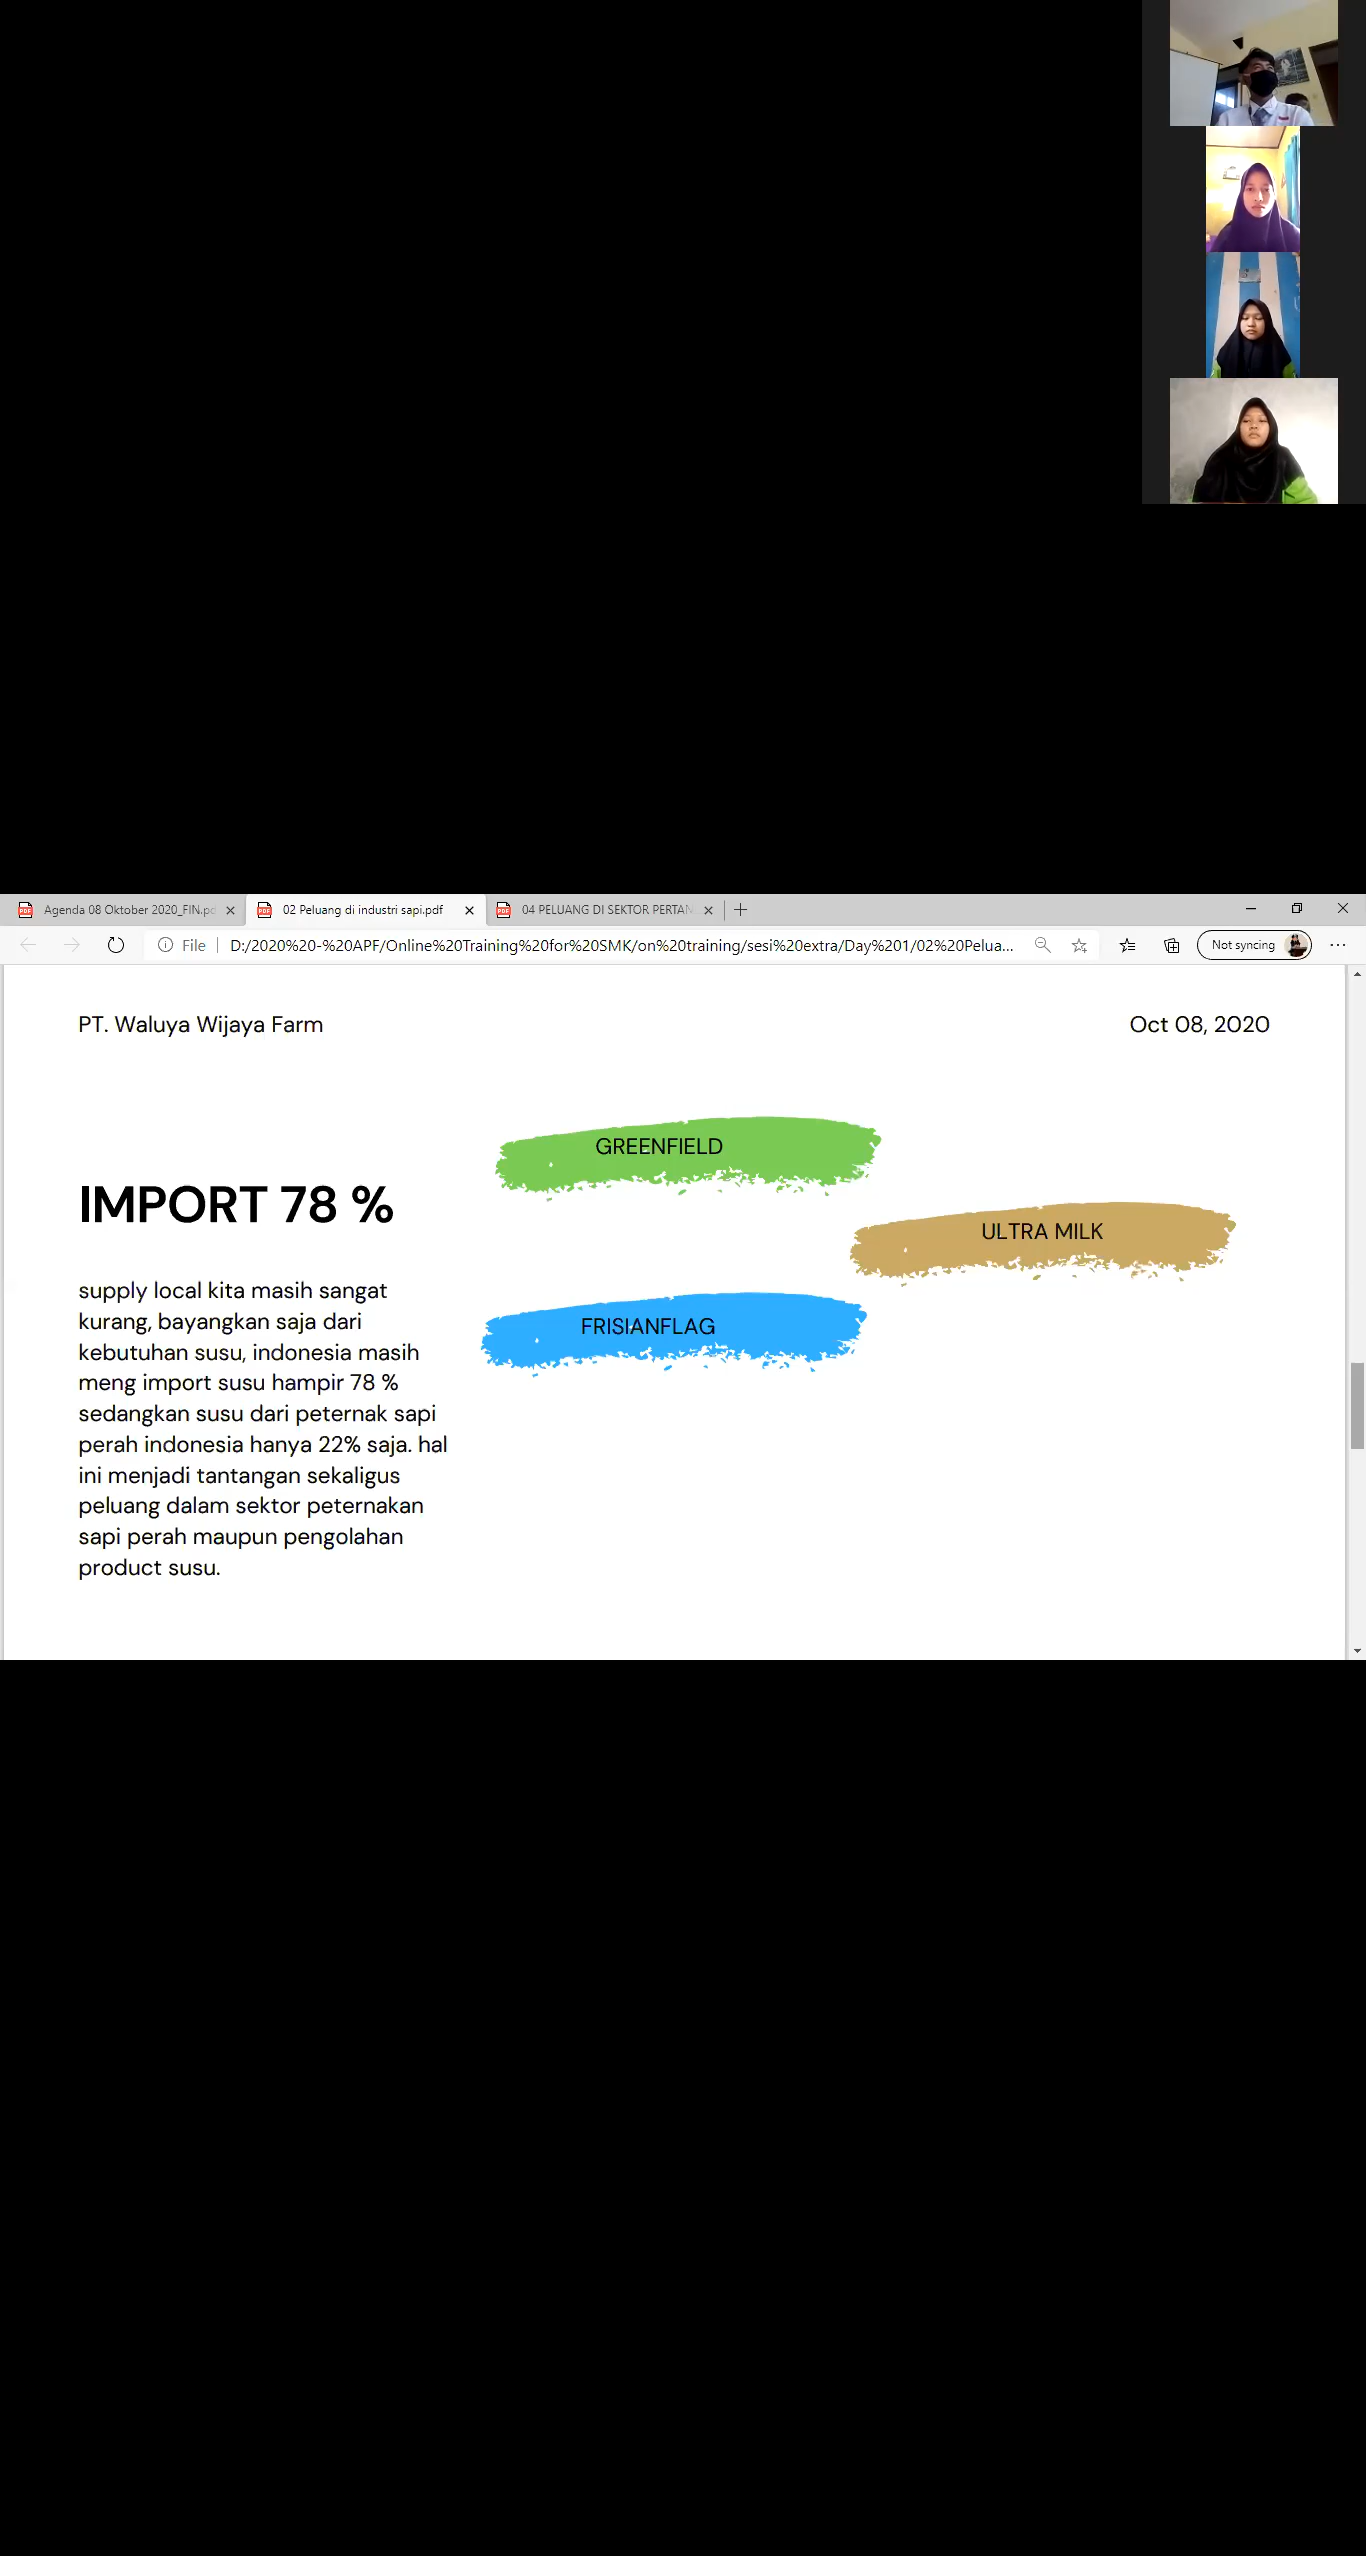 Agenda 08 Oktober 2020_FIN.pd
02 Peluang di industri sapi.pdf
04 PELUANG DI SEKTOR PERTAN
File
D:/2020%20-%20APF/Online%20Training%20for%20SMK/on%20training/sesi%20extra/Day%201/02%20Pelua...
Not syncing
PT. Waluya Wijaya Farm
Oct 08, 2020
GREENFIELD
IMPORT 78 %
ULTRA MILK
FRISIANFLAG
supply local kita masih sangat
kurang, bayangkan saja dari
kebutuhan susu, indonesia masih
meng import susu hampir 78 %
sedangkan susu dari peternak sapi
perah indonesia hanya 22% saja. hal
ini menjadi tantangan sekaligus
peluang dalam sektor peternakan
sapi perah maupun pengolahan
product susu.